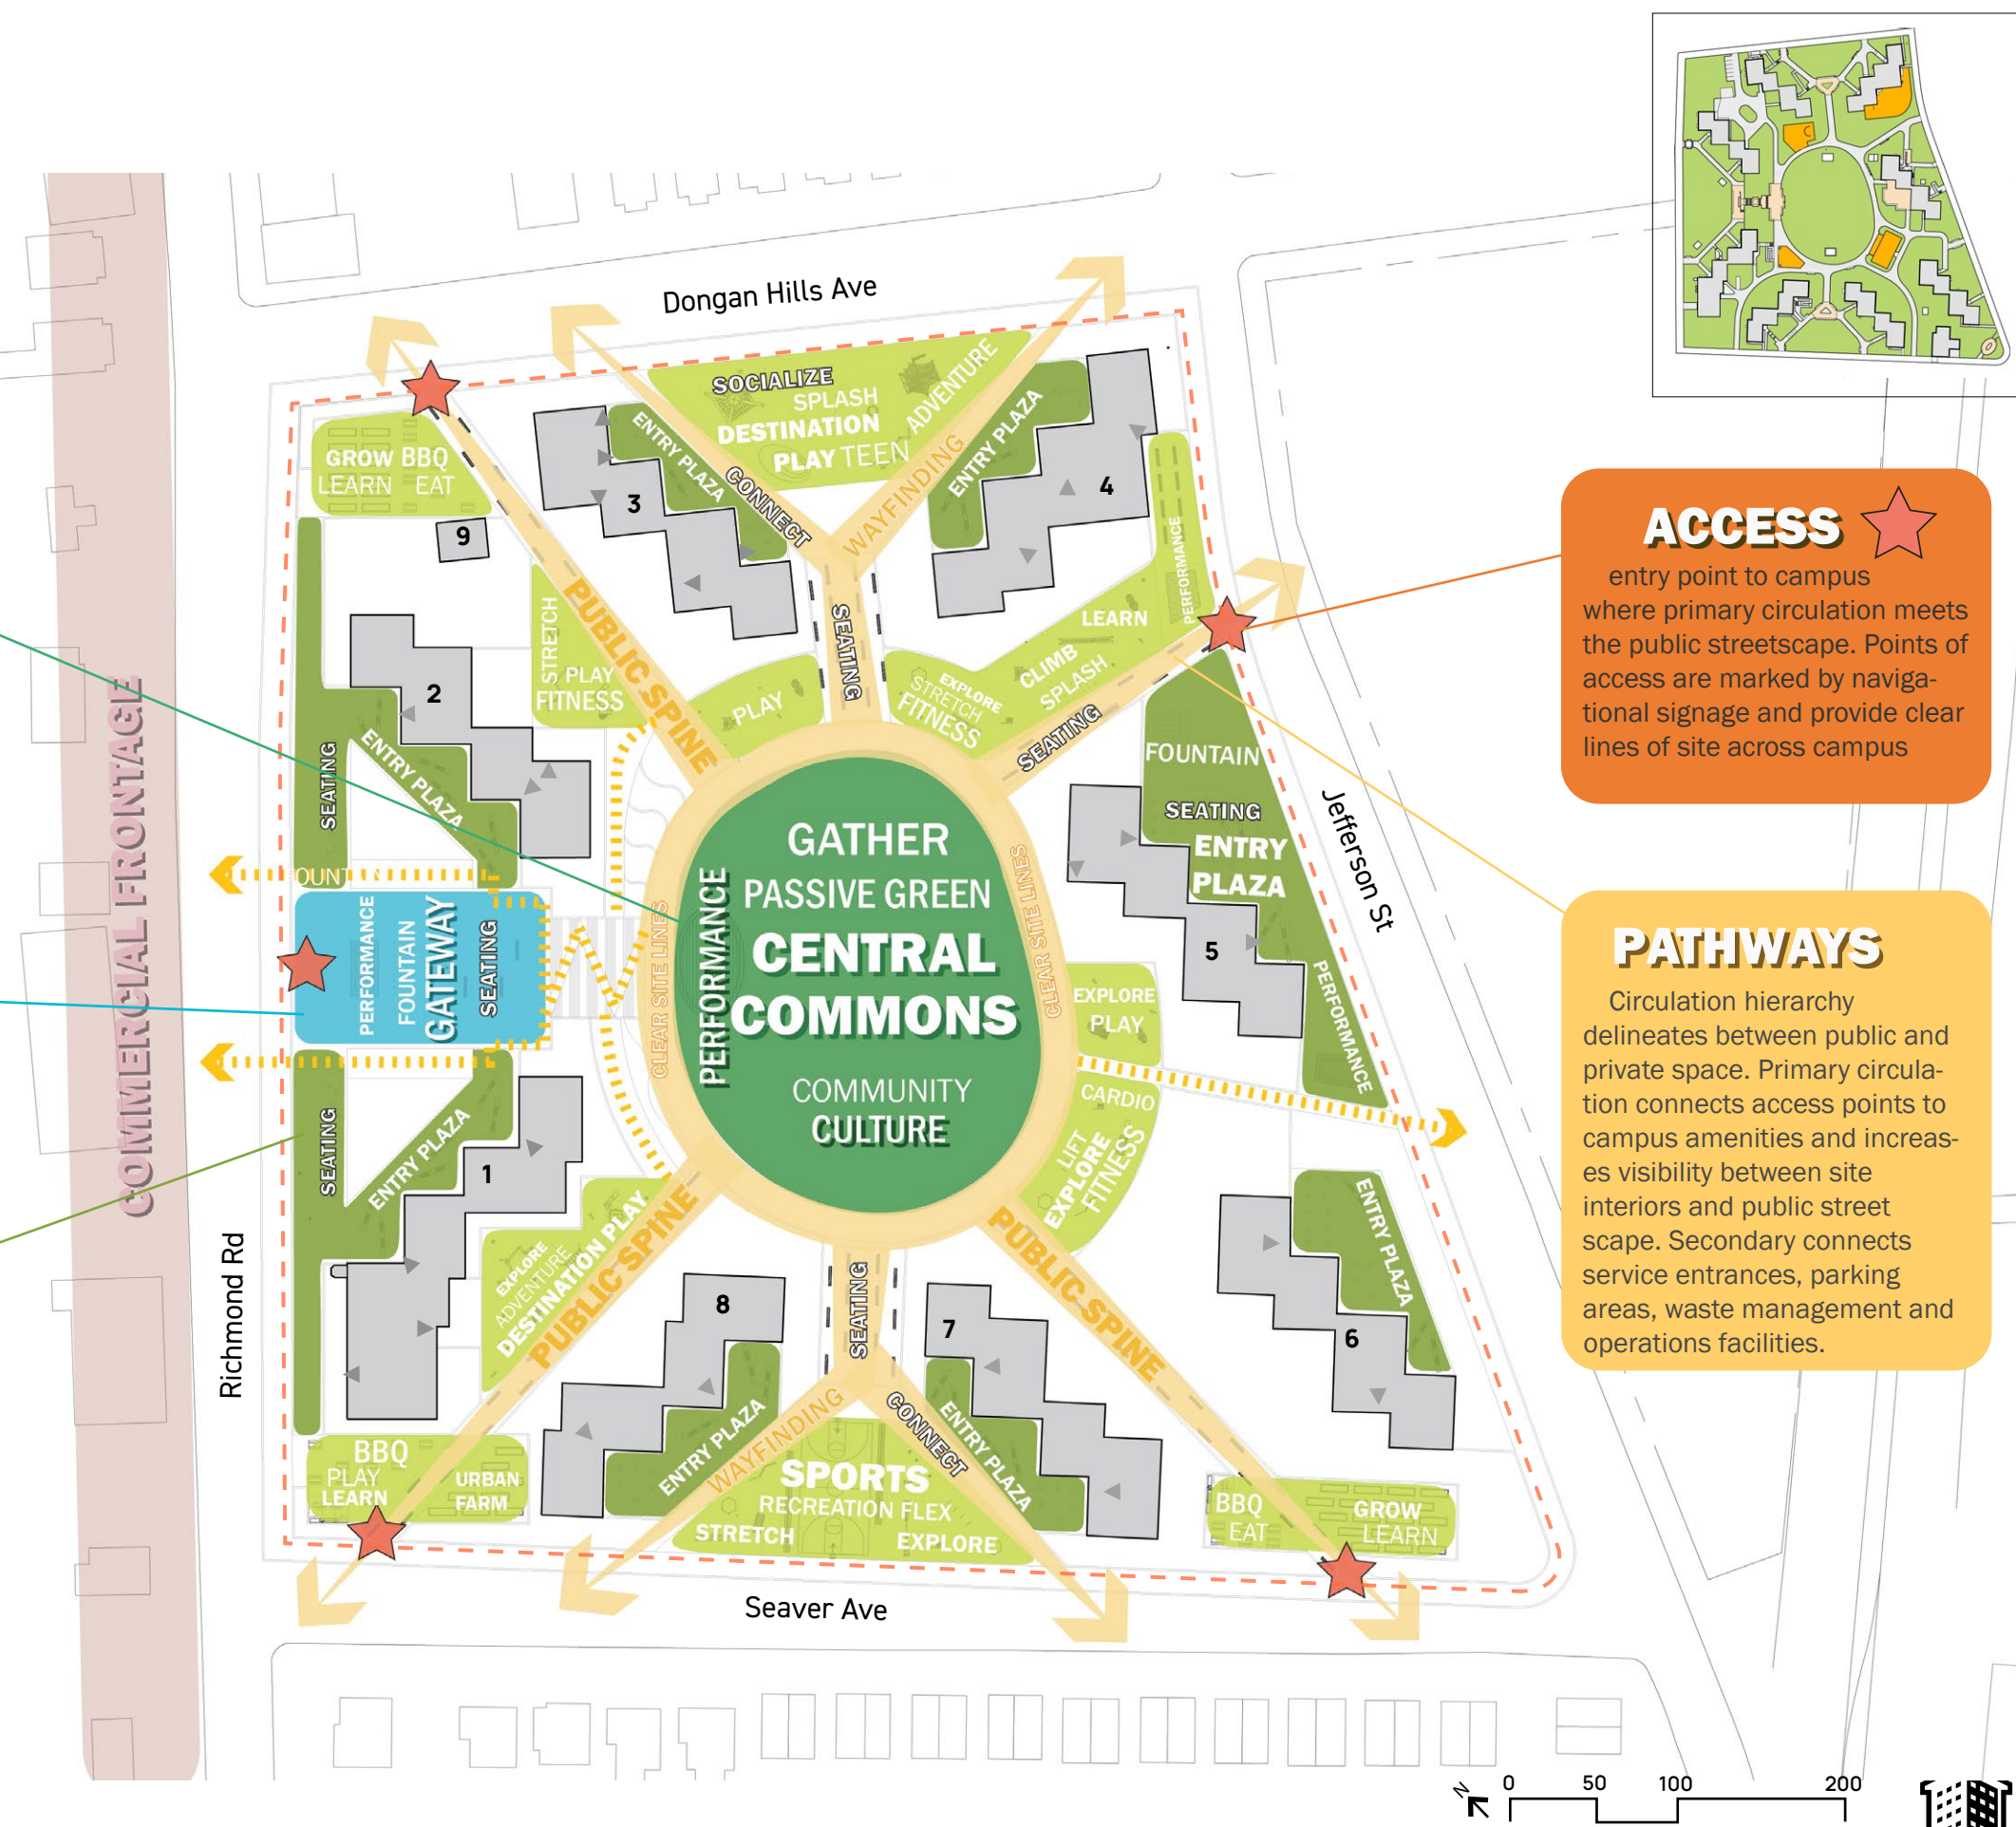 Dongan Hills Ave
SOCIALIZE
SPLASH
DESTINATION
PLAY TEEN
ADVENTURE
GROW BBQ
LEARN EAT
9
ENTRY PLAZA
CONNECT
3
WAYFINDING
ENTRY PLAZA
4
PERFORMANCE
LEARN
CLIMB
SPLASH
EXPLORE
STRETCH
FITNESS
SEATING
SEATING
PLAY
STRETCH
PLAY
FITNESS
PUBLIC SPINE
2
ENTRY PLAZA
SEATING
COMMERCIAL FRONTAGE
PERFORMANCE
FOUNTAIN
GATEWAY
SEATING
CLEAR SITE LINES
PERFORMANCE
GATHER
PASSIVE GREEN
CENTRAL
COMMONS
COMMUNITY
CULTURE
CLEAR SITE LINES
FOUNTAIN
SEATING
ENTRY
PLAZA
5
PERFORMANCE
Jefferson St
EXPLORE
PLAY
CARDIO
LIFT
EXPLORE
FITNESS
SEATING
ENTRY PLAZA
1
EXPLORE
ADVENTURE
DESTINATION PLAY
PUBLIC SPINE
Richmond Rd
BBQ
PLAY
LEARN
URBAN
FARM
8
ENTRY PLAZA
WAYFINDING
SEATING
CONNECT
7
ENTRY PLAZA
SPORTS
RECREATION FLEX
STRETCH
EXPLORE
PUBLIC SPINE
6
ENTRY PLAZA
BBQ
EAT
GROW
LEARN
Seaver Ave
ACCESS
entry point to campus
where primary circulation meets
the public streetscape. Points of
access are marked by naviga-
tional signage and provide clear
lines of site across campus
PATHWAYS
Circulation hierarchy
delineates between public and
private space. Primary circula-
tion connects access points to
campus amenities and increas-
es visibility between site
interiors and public street
scape. Secondary connects
service entrances, parking
areas, waste management and
operations facilities.
N
0 50 100 200